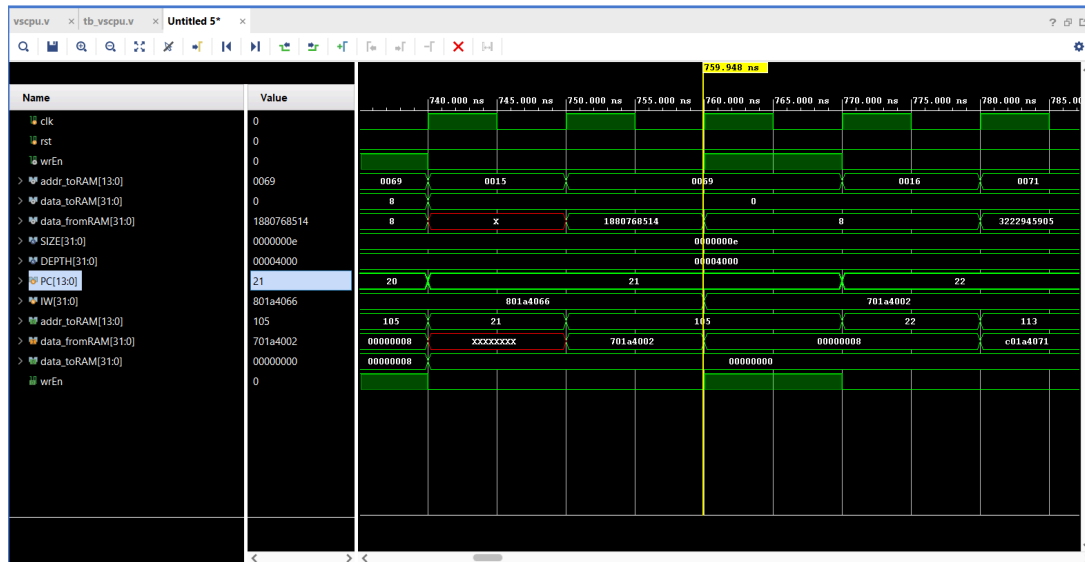 vscpu.v × tb_vscpu.v × Untitled 5* ×
?
759.948 ns
Name Value 740.000 ns 745.000 ns 750.000 ns 755.000 ns 760.000 ns 765.000 ns 770.000 ns 775.000 ns 780.000 ns 785.00
clk 0
rst 0
wrEn 0
addr_toRAM[13:0] 0069 0069 0015 0069 0016 0071
data_toRAM[31:0] 0 8 0
data_fromRAM[31:0] 1880768514 8 x 1880768514 8 3222945905
SIZE[31:0] 0000000e 0000000e
DEPTH[31:0] 00004000 00004000
PC[13:0] 21 20 21 22
IW[31:0] 801a4066 801a4066 701a4002
addr_toRAM[13:0] 105 105 21 105 22 113
data_fromRAM[31:0] 701a4002 00000008 xxxxxxxx 701a4002 00000008 c01a4071
data_toRAM[31:0] 00000000 00000008 00000000
wrEn 0